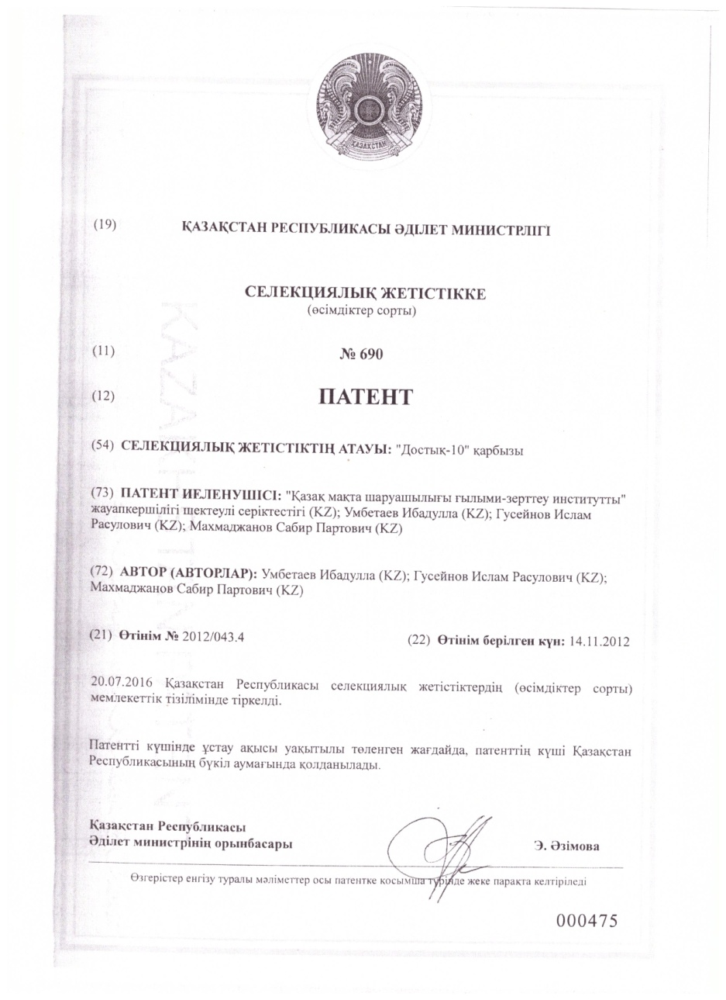 ҚАЗАҚСТАН
(19) ҚАЗАҚСТАН РЕСПУБЛИКАСЫ ӘДІЛЕТ МИНИСТРЛІГІ
СЕЛЕКЦИЯЛЫҚ ЖЕТІСТІККЕ
(өсімдіктер сорты)
(11) № 690
(12) ПАТЕНТ
(54) СЕЛЕКЦИЯЛЫҚ ЖЕТІСТІКТІҢ АТАУЫ: "Достық-10" қарбызы
(73) ПАТЕНТ ИЕЛЕНУШІСІ: "Қазақ мақта шаруашылығы ғылыми-зерттеу институтты"
жауапкершілігі шектеулі серіктестігі (KZ); Умбетаев Ибадулла (KZ); Гусейнов Ислам
Расулович (KZ); Махмаджанов Сабир Партович (KZ)
(72) АВТОР (АВТОРЛАР): Умбетаев Ибадулла (KZ); Гусейнов Ислам Расулович (KZ);
Махмаджанов Сабир Партович (KZ)
(21) Өтінім № 2012/043.4 (22) Өтінім берілген күн: 14.11.2012
20.07.2016 Қазақстан Республикасы селекциялық жетістіктердің (өсімдіктер сорты)
мемлекеттік тізілімінде тіркелді.
Патентті күшінде ұстау ақысы уақытылы төленген жағдайда, патенттің күші Қазақстан
Республикасының бүкіл аумағында қолданылады.
Қазақстан Республикасы
Әділет министрінің орынбасары Э. Әзімова
Өзгерістер енгізу туралы мәліметтер осы патентке қосымша түрінде жеке парақта келтіріледі
000475